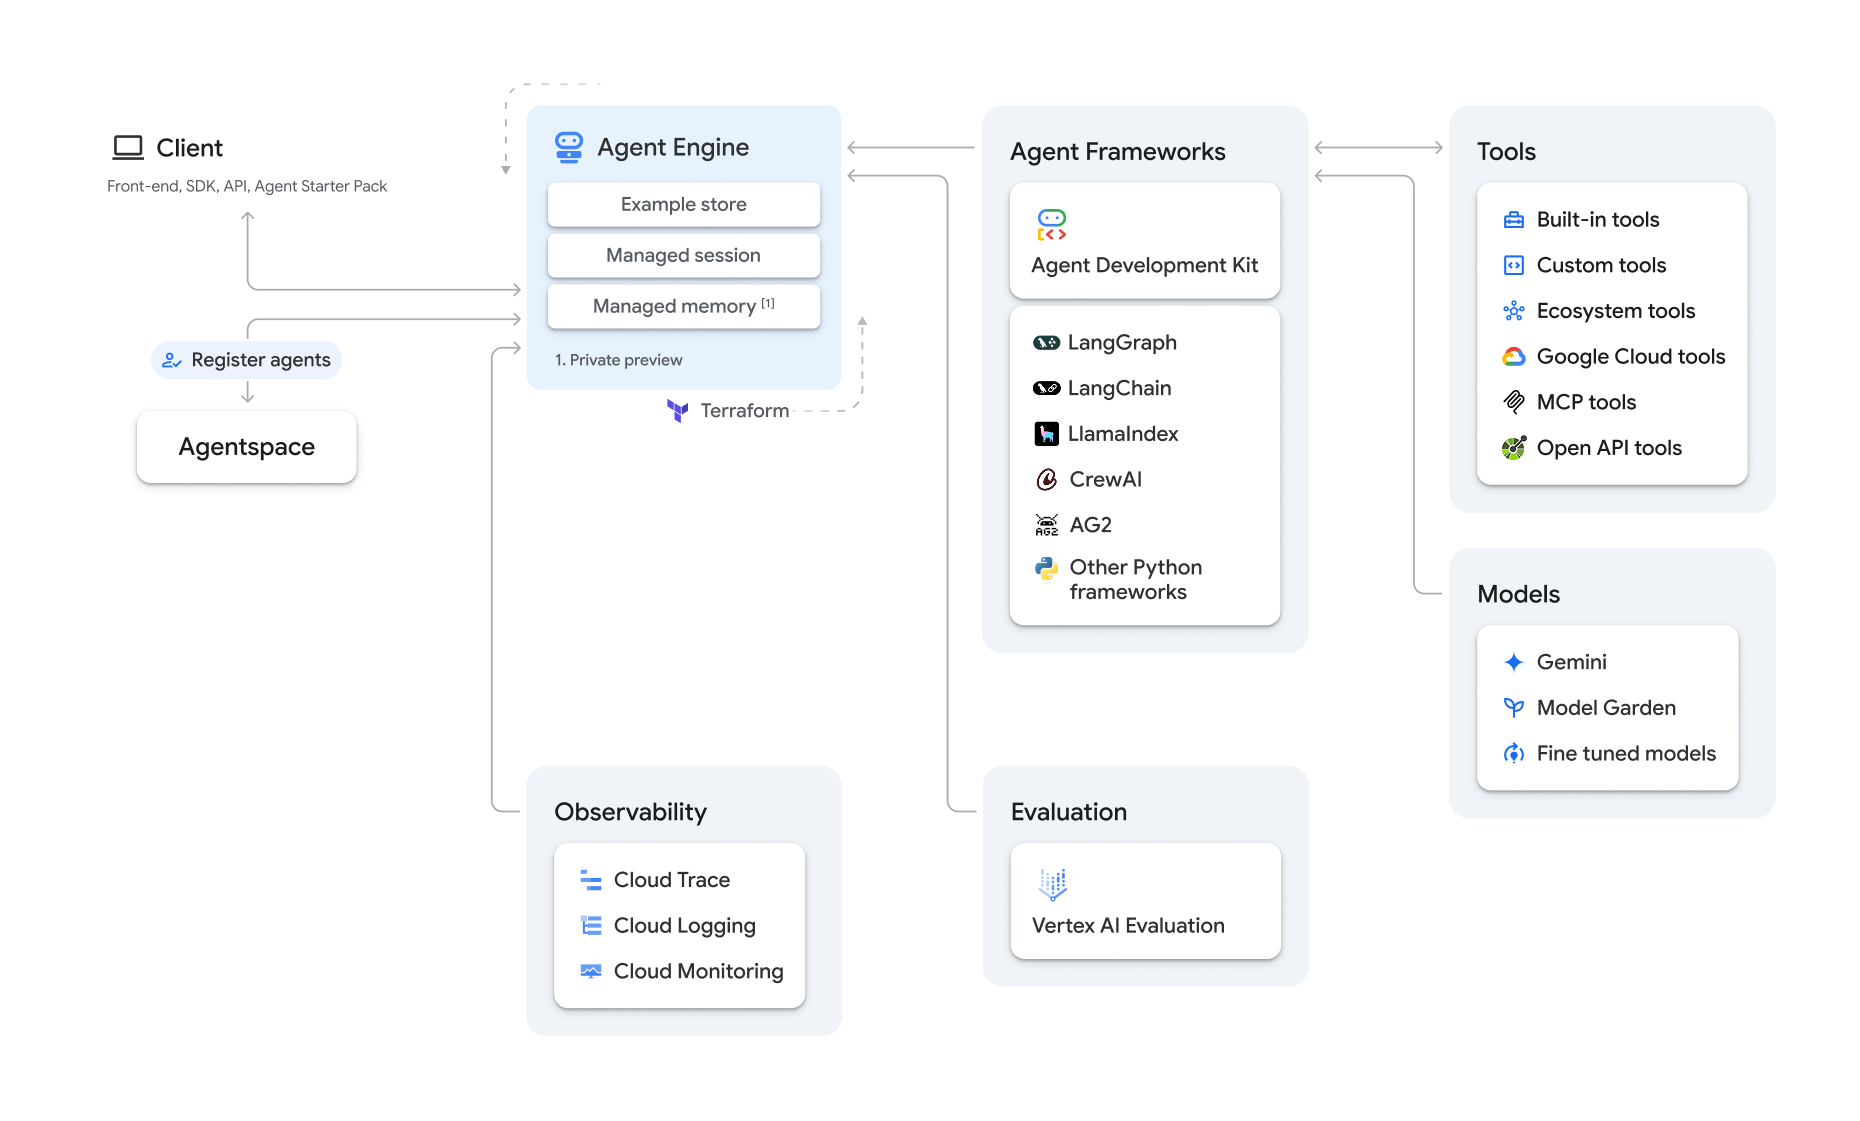 Client
Front-end, SDK, API, Agent Starter Pack
Register agents
Agentspace
Agent Engine
Example store
Managed session
Managed memory [1]
1. Private preview
Terraform
Agent Frameworks
Agent Development Kit
LangGraph
LangChain
LlamaIndex
CrewAI
AG2
AG2
Other Python
frameworks
Tools
Built-in tools
Custom tools
Ecosystem tools
Google Cloud tools
MCP tools
Open API tools
Models
Gemini
Model Garden
Fine tuned models
Observability
Cloud Trace
Cloud Logging
Cloud Monitoring
Evaluation
Vertex AI Evaluation